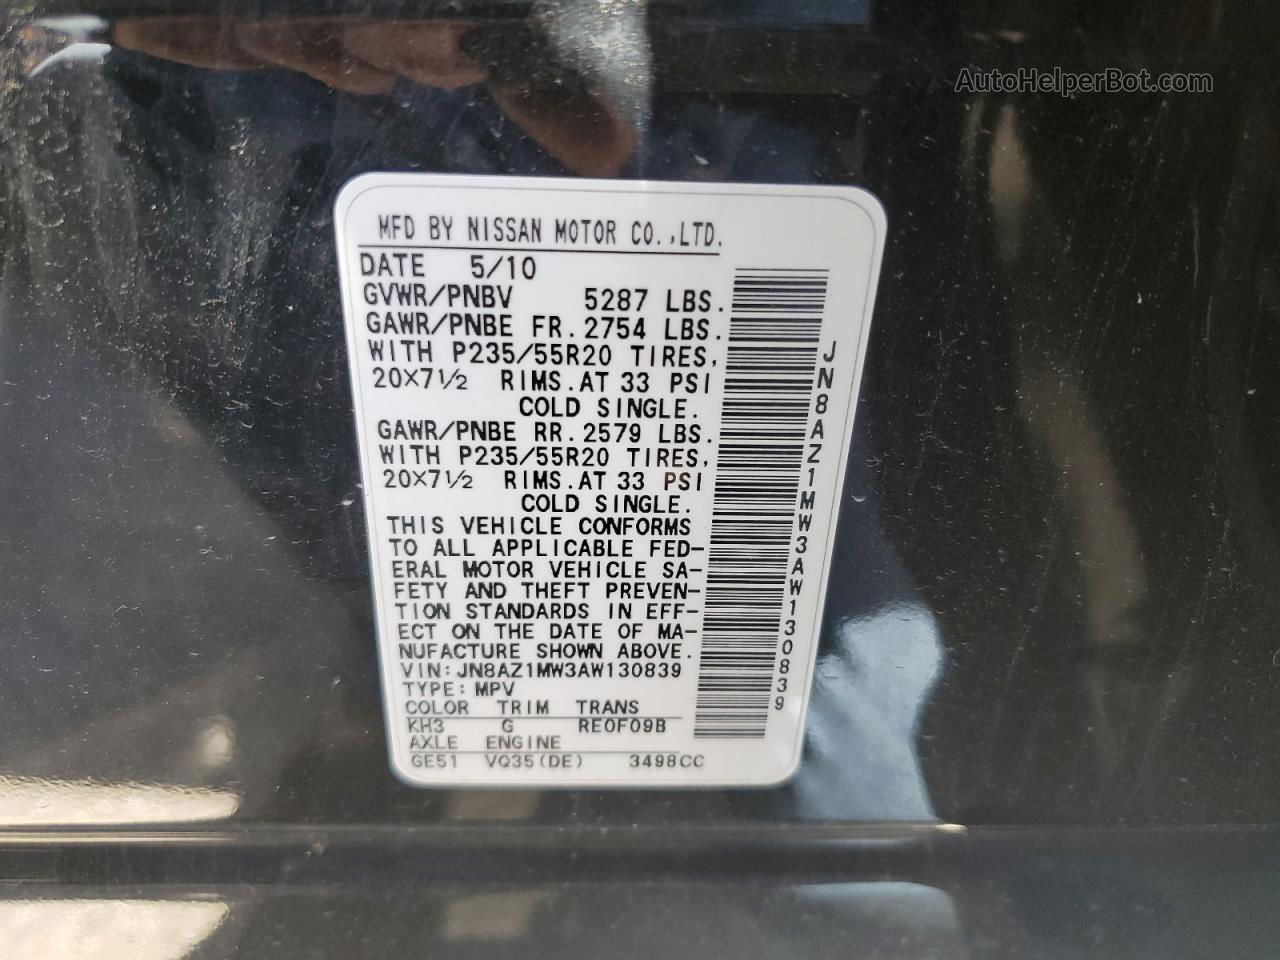 AutoHelperBot.com
MFD BY NISSAN MOTOR CO.,LTD.
DATE 5/10
GVWR/PNBV 5287 LBS.
GAWR/PNBE FR. 2754 LBS.
WITH P235/55R20 TIRES,
20×7½ RIMS.AT 33 PSI
COLD SINGLE.
GAWR/PNBE RR. 2579 LBS.
WITH P235/55R20 TIRES,
20×7½ RIMS.AT 33 PSI
COLD SINGLE.
THIS VEHICLE CONFORMS
TO ALL APPLICABLE FED-
ERAL MOTOR VEHICLE SA-
FETY AND THEFT PREVEN-
TION STANDARDS IN EFF-
ECT ON THE DATE OF MA-
NUFACTURE SHOWN ABOVE.
VIN:JN8AZ1MW3AW130839
TYPE:MPV
COLOR TRIM TRANS
KH3 G RE0F09B
AXLE ENGINE
GE51 VQ35(DE) 3498CC
JN8AZ1MW3AW130839